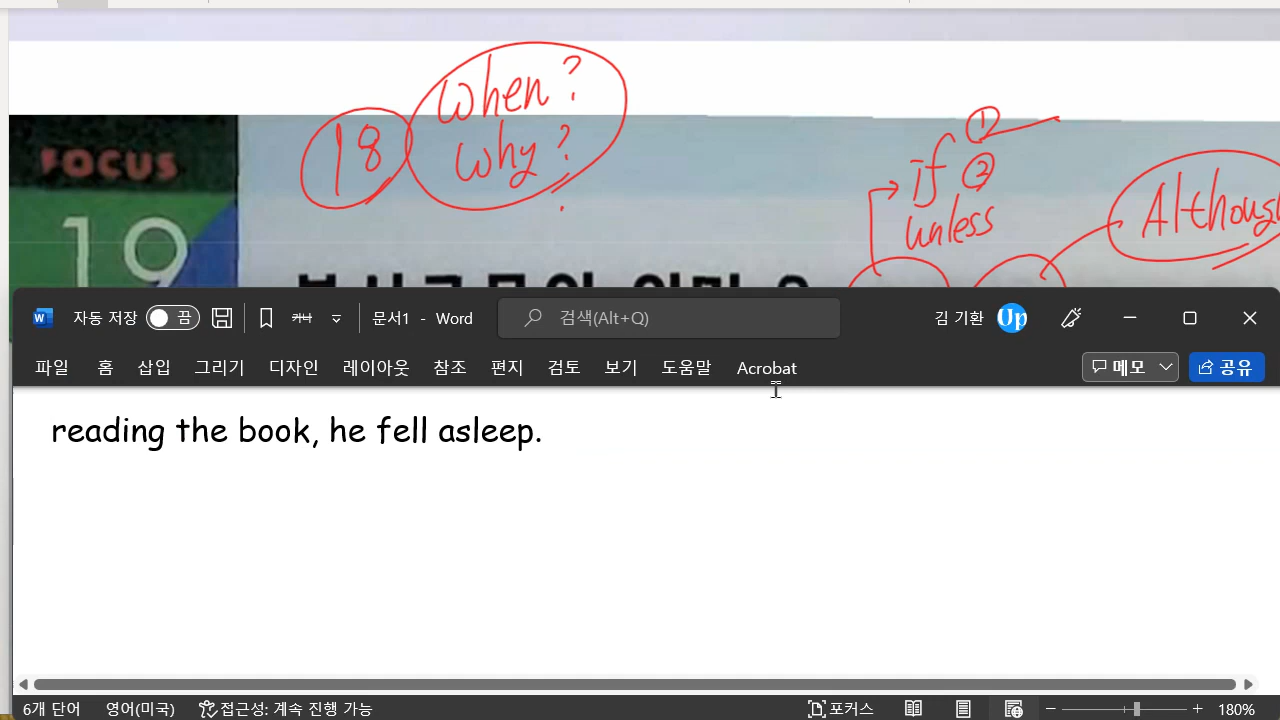 when?
18 why?
if ①
②
unless
FOCUS
19
자동 저장 끔 문서1 - Word 검색(Alt+Q) 김 기환 Up
파일 홈 삽입 그리기 디자인 레이아웃 참조 편지 검토 보기 도움말 Acrobat 메모 공유
reading the book, he fell asleep.
6개 단어 영어(미국) 접근성: 계속 진행 가능 포커스 180%